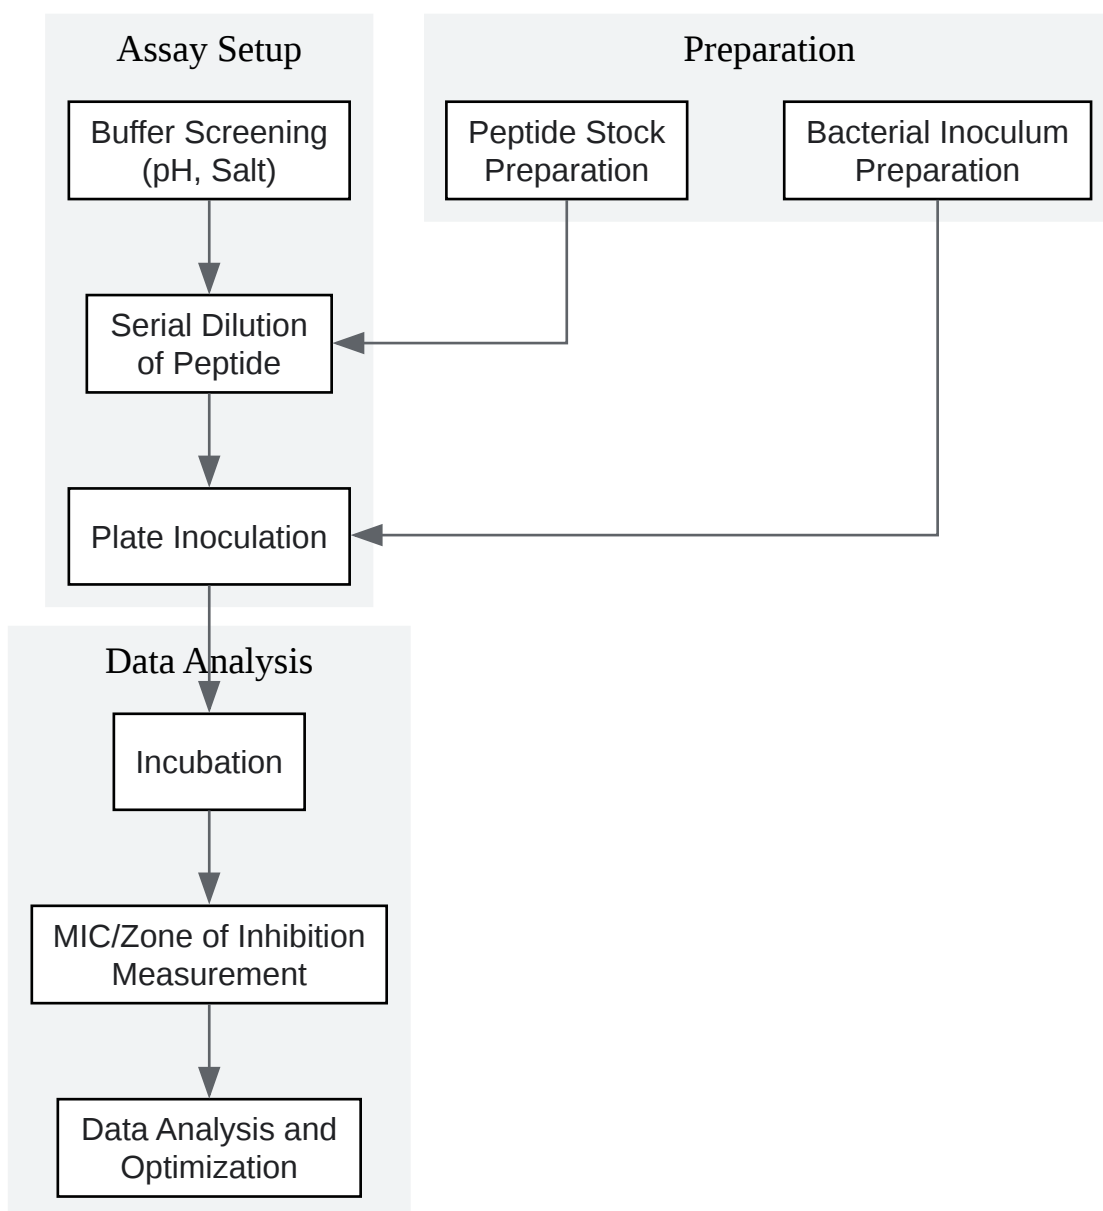 Assay Setup
Buffer Screening
(pH, Salt)
Serial Dilution
of Peptide
Plate Inoculation
Preparation
Peptide Stock
Preparation
Bacterial Inoculum
Preparation
Data Analysis
Incubation
MIC/Zone of Inhibition
Measurement
Data Analysis and
Optimization